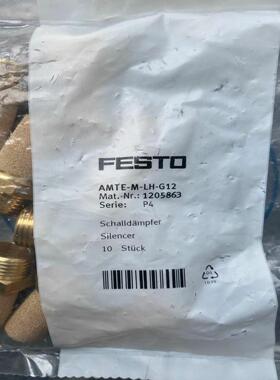 FESTO
AMTE-M-LH-G12
Mat.-Nr.: 1205863
Serie: P4
Schalldämpfer
Silencer
10 Stück